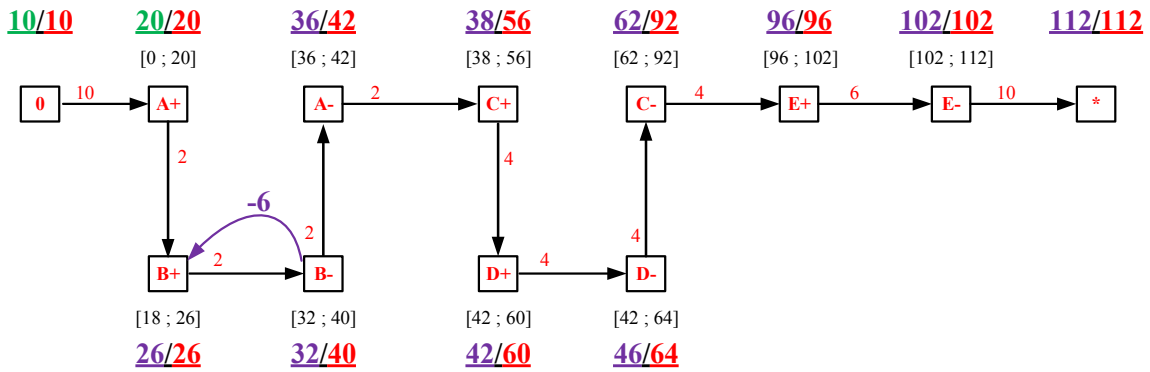 10/10 20/20 36/42 38/56 62/92 96/96 102/102 112/112
[0 ; 20] [36 ; 42] [38 ; 56] [62 ; 92] [96 ; 102] [102 ; 112]
0 10 A+ A- 2 C+ C- 4 E+ 6 E- 10 *
2 4
-6
2 4
B+ 2 B- D+ 4 D-
[18 ; 26] [32 ; 40] [42 ; 60] [42 ; 64]
26/26 32/40 42/60 46/64